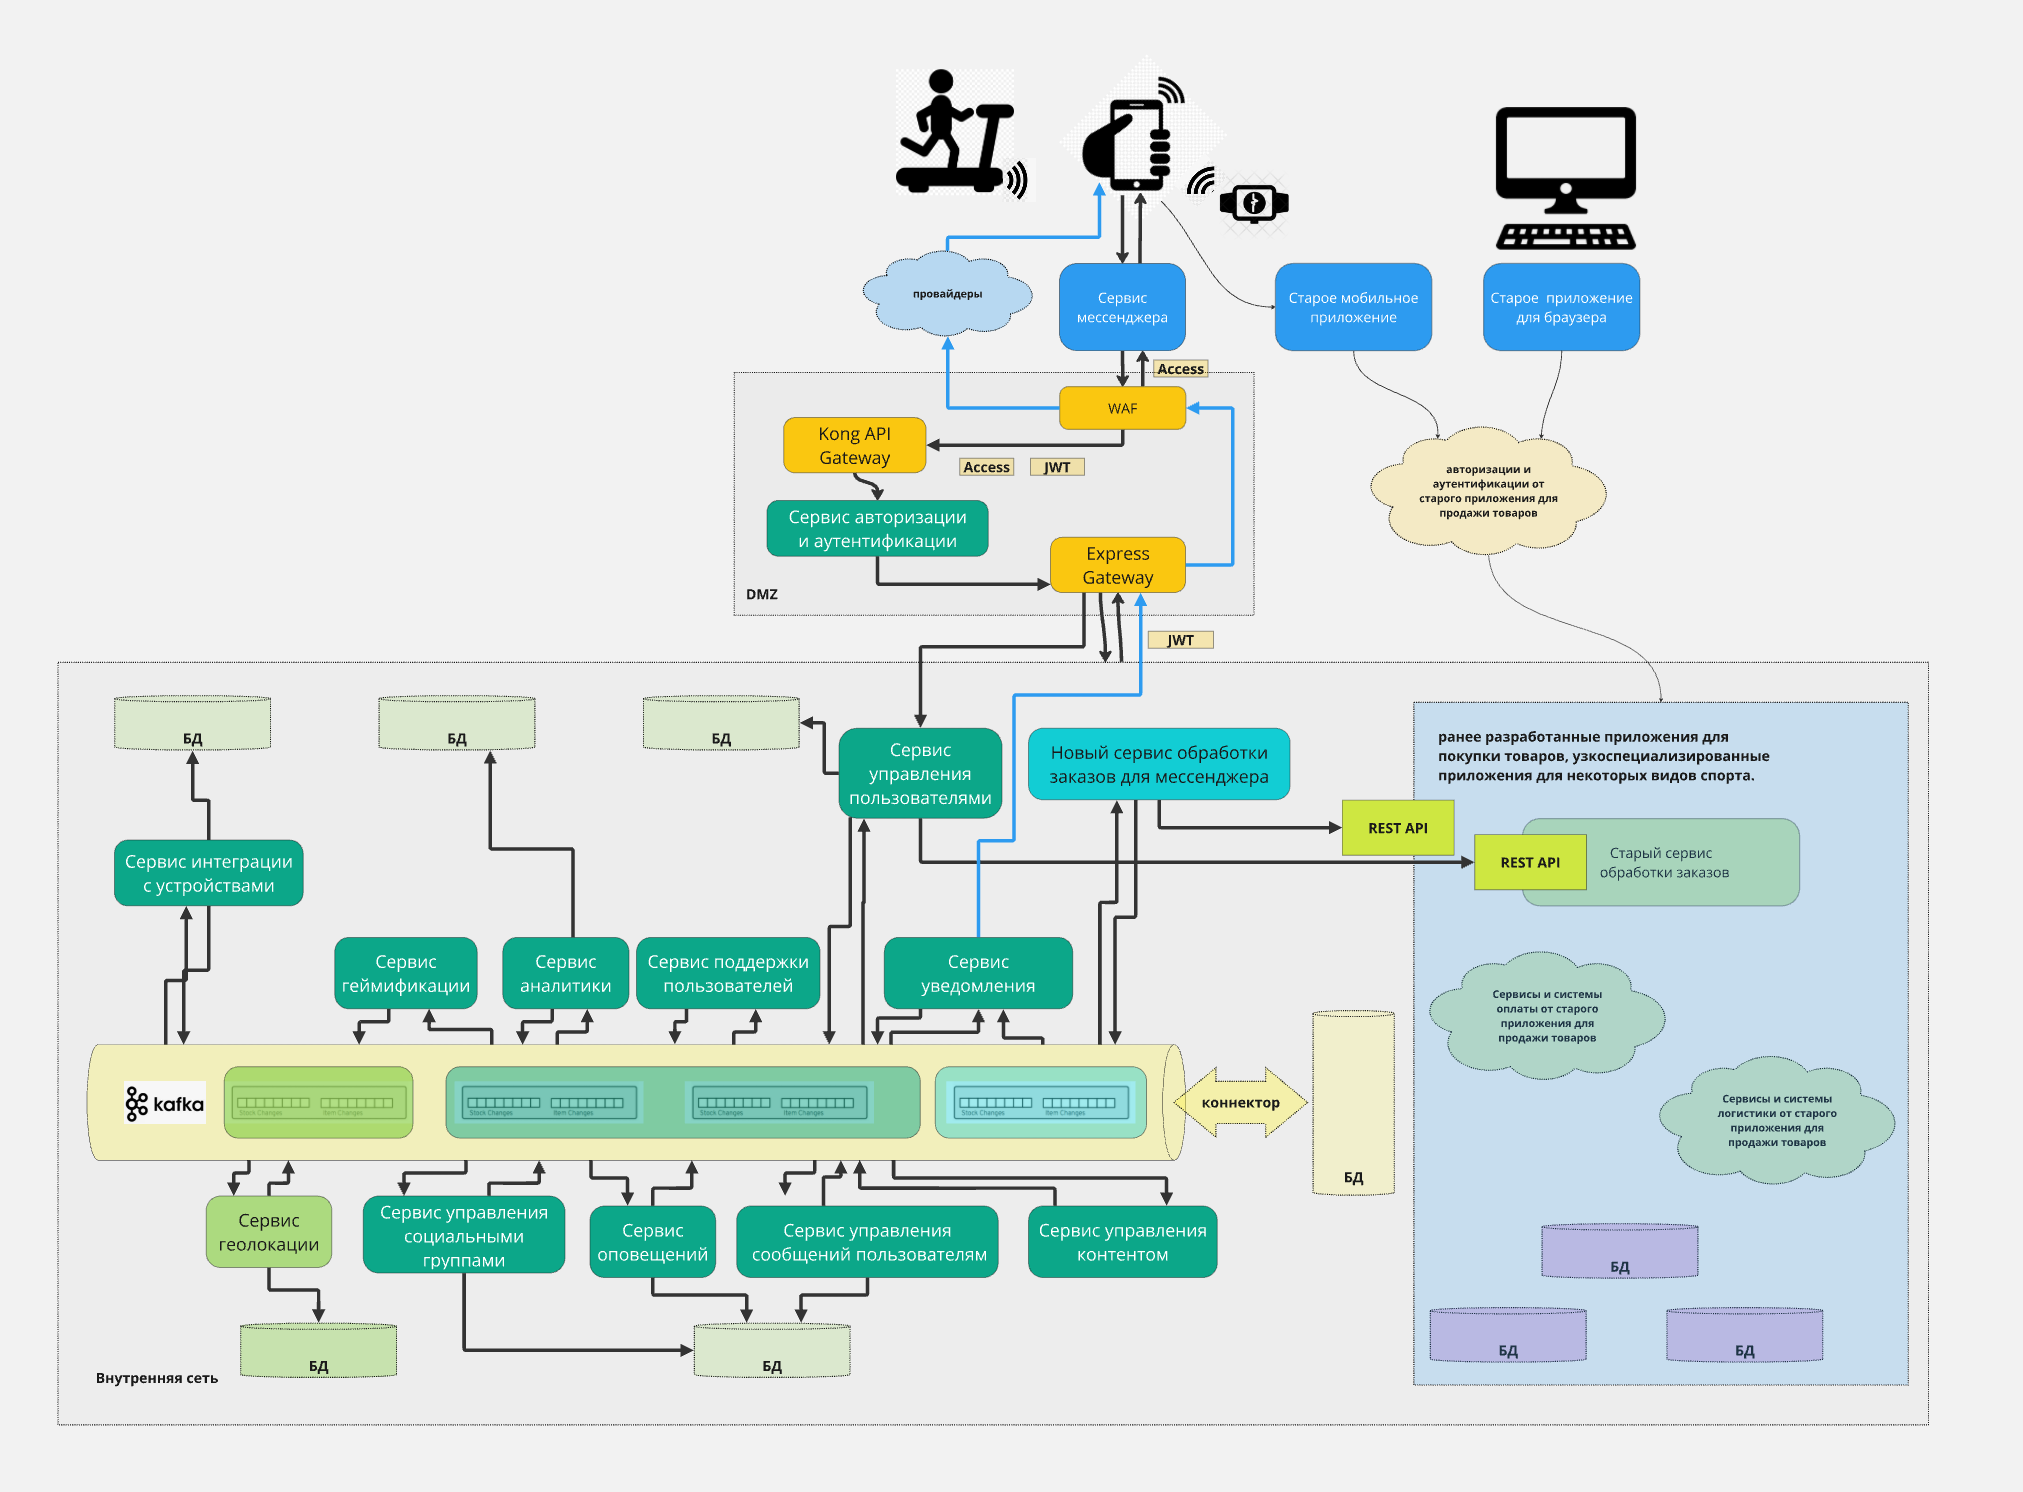 провайдеры
Сервис
мессенджера
Старое мобильное
приложение
Старое приложение
для браузера
Access
WAF
Kong API
Gateway
Access
JWT
Сервис авторизации
и аутентификации
Express
Gateway
DMZ
авторизации и
аутентификации от
старого приложения для
продажи товаров
JWT
БД
БД
БД
Сервис
управления
пользователями
Новый сервис обработки
заказов для мессенджера
ранее разработанные приложения для
покупки товаров, узкоспециализированные
приложения для некоторых видов спорта.
REST API
REST API
Старый сервис
обработки заказов
Сервис интеграции
с устройствами
Сервис
геймификации
Сервис
аналитики
Сервис поддержки
пользователей
Сервис
уведомления
Сервисы и системы
оплаты от старого
приложения для
продажи товаров
kafka
Stock Changes
Item Changes
Stock Changes
Item Changes
Stock Changes
Item Changes
Stock Changes
Item Changes
коннектор
БД
Сервисы и системы
логистики от старого
приложения для
продажи товаров
Сервис
геолокации
Сервис управления
социальными
группами
Сервис
оповещений
Сервис управления
сообщений пользователям
Сервис управления
контентом
БД
БД
БД
БД
БД
Внутренняя сеть